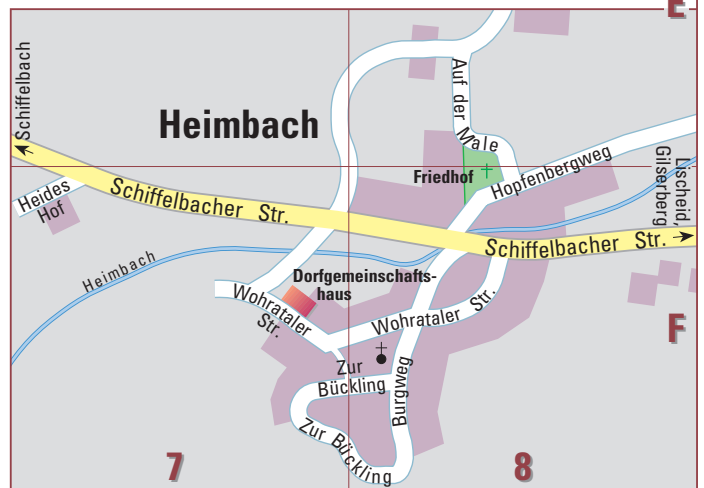 E
Schiffelbach
Heimbach
Auf der Male
Friedhof
Hopfenbergweg
Lischeid,
Gilserberg
Heides
Hof
Schiffelbacher Str.
Schiffelbacher Str.
Heimbach
Dorfgemeinschafts-
haus
Wohrataler
Str.
Wohrataler Str.
F
Zur
Bückling
Burgweg
Zur Bückling
7
8